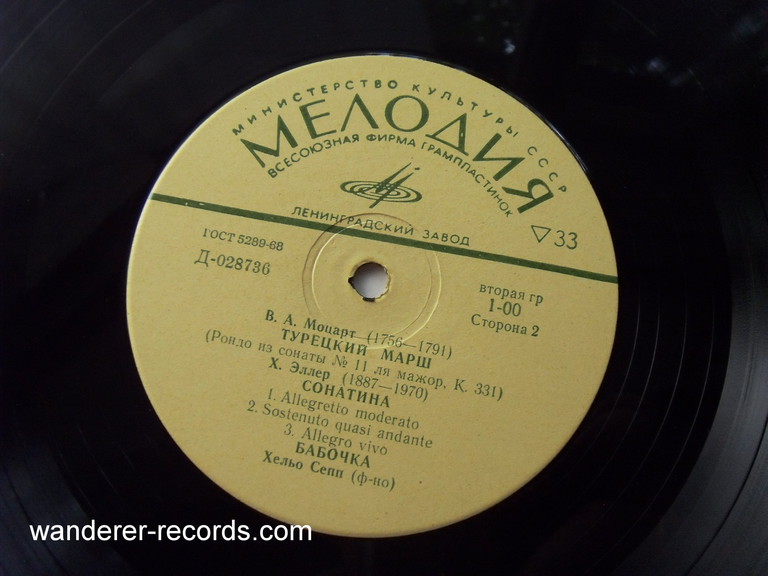 МИНИСТЕРСТВО КУЛЬТУРЫ СССР
МЕЛОДИЯ
ВСЕСОЮЗНАЯ ФИРМА ГРАМПЛАСТИНОК
ЛЕНИНГРАДСКИЙ ЗАВОД
▽33
ГОСТ 5289-68
Д-028736
вторая гр
1-00
Сторона 2
В. А. Моцарт (1756—1791)
ТУРЕЦКИЙ МАРШ
(Рондо из сонаты № 11 ля мажор, К. 331)
Х. Эллер (1887—1970)
СОНАТИНА
1. Allegretto moderato
2. Sostenuto quasi andante
3. Allegro vivo
БАБОЧКА
Хельо Сепп (ф-но)
wanderer-records.com